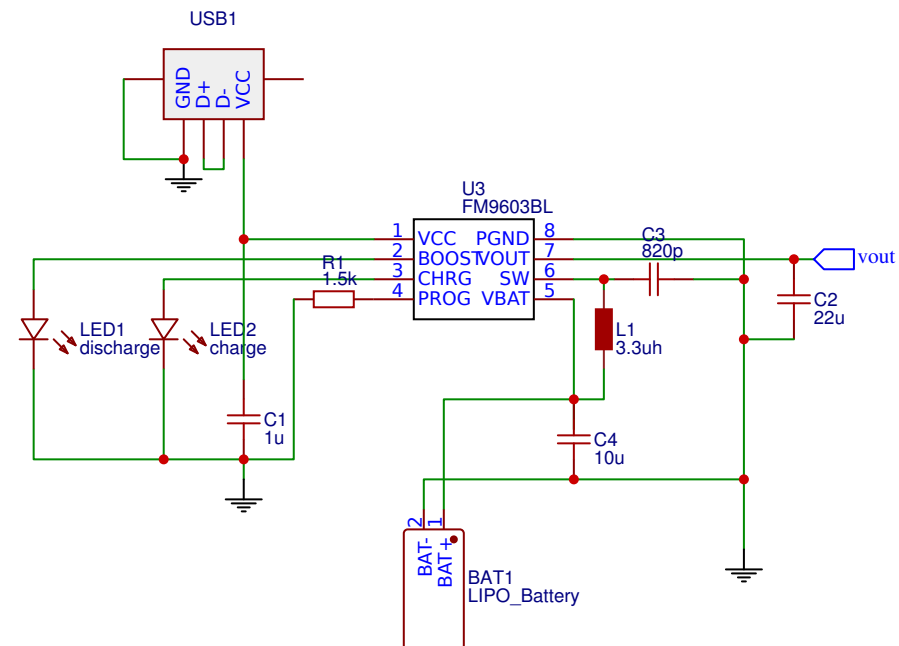 USB1
GND
D+
D-
VCC
U3
FM9603BL
1
VCC
PGND
8
2
BOOST
VOUT
7
3
CHRG
SW
6
4
PROG
VBAT
5
R1
1.5k
C3
820p
vout
LED1
discharge
LED2
charge
C2
22u
L1
3.3uh
C1
1u
C4
10u
2
1
BAT-
BAT+
BAT1
LIPO_Battery